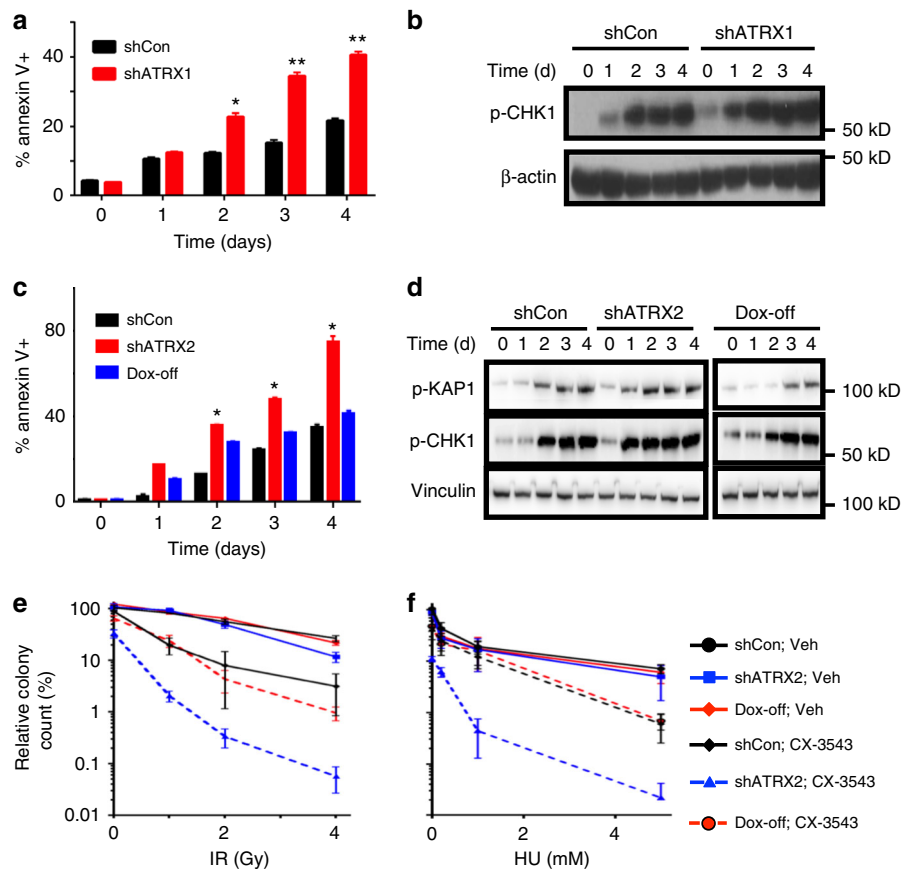 a
% annexin V+
40
20
0
shCon
shATRX1
*
**
**
0 1 2 3 4
Time (days)
b
shCon shATRX1
Time (d) 0 1 2 3 4 0 1 2 3 4
p-CHK1
50 kD
50 kD
β-actin
c
% annexin V+
80
40
0
shCon
shATRX2
Dox-off
*
*
*
0 1 2 3 4
Time (days)
d
shCon shATRX2 Dox-off
Time (d) 0 1 2 3 4 0 1 2 3 4 0 1 2 3 4
p-KAP1
100 kD
p-CHK1
50 kD
Vinculin
100 kD
e
Relative colony
count (%)
100
10
1
0.1
0.01
0 2 4
IR (Gy)
f
0 2 4
HU (mM)
shCon; Veh
shATRX2; Veh
Dox-off; Veh
shCon; CX-3543
shATRX2; CX-3543
Dox-off; CX-3543